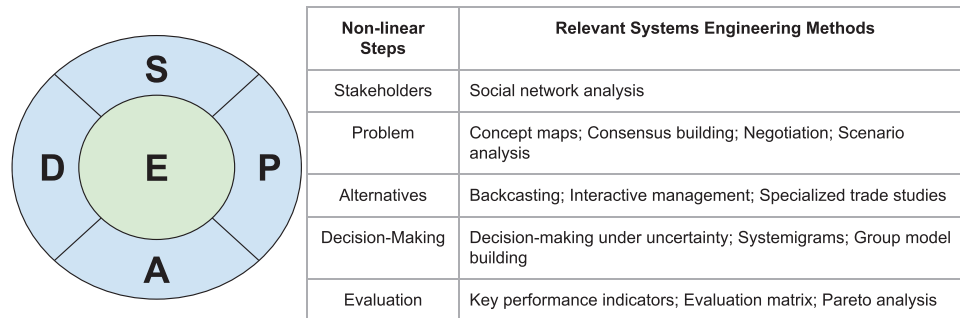 S
D
E
P
A
Non-linear
Steps
Relevant Systems Engineering Methods
Stakeholders
Social network analysis
Problem
Concept maps; Consensus building; Negotiation; Scenario
analysis
Alternatives
Backcasting; Interactive management; Specialized trade studies
Decision-Making
Decision-making under uncertainty; Systemigrams; Group model
building
Evaluation
Key performance indicators; Evaluation matrix; Pareto analysis